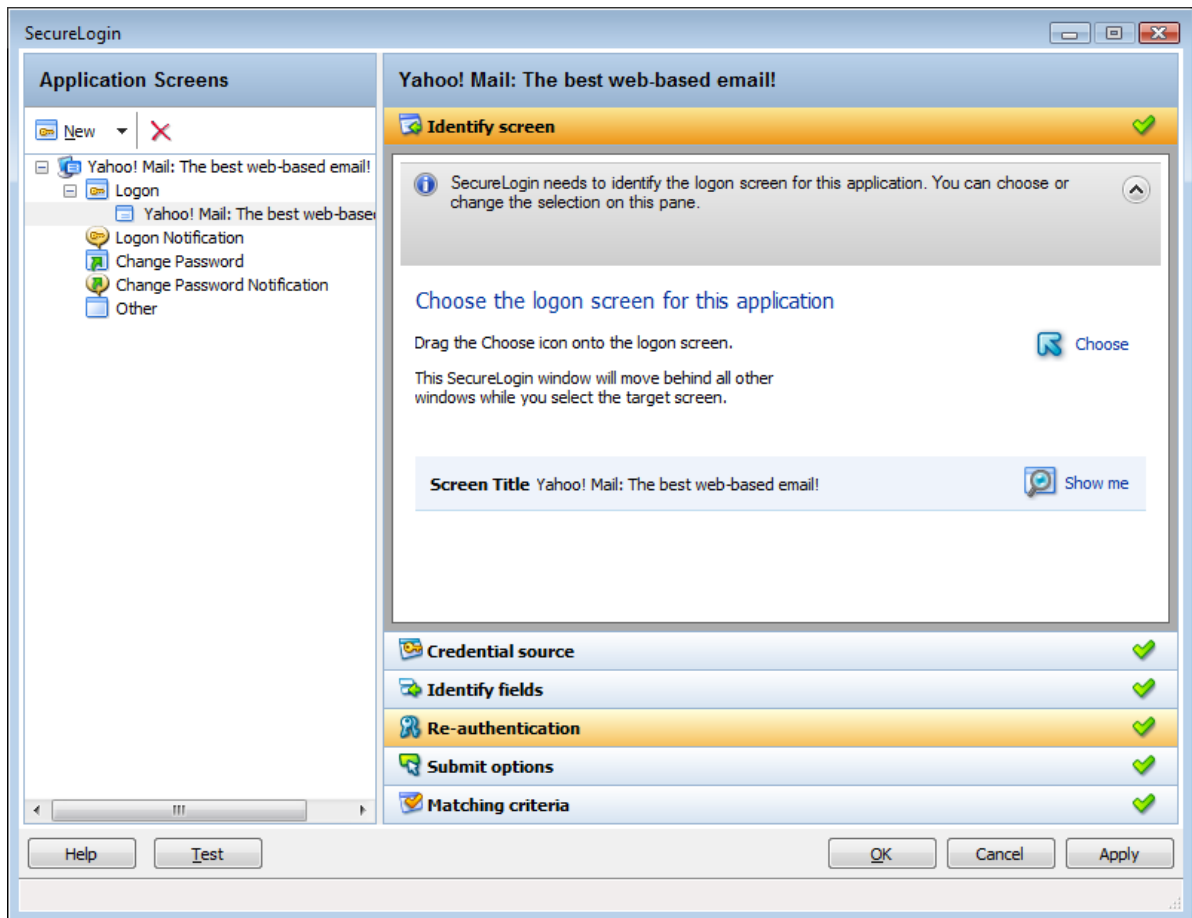 SecureLogin
Application Screens
New
Yahoo! Mail: The best web-based email!
Logon
Yahoo! Mail: The best web-base
Logon Notification
Change Password
Change Password Notification
Other
Yahoo! Mail: The best web-based email!
Identify screen
SecureLogin needs to identify the logon screen for this application. You can choose or
change the selection on this pane.
Choose the logon screen for this application
Drag the Choose icon onto the logon screen.
Choose
This SecureLogin window will move behind all other
windows while you select the target screen.
Screen Title Yahoo! Mail: The best web-based email!
Show me
Credential source
Identify fields
Re-authentication
Submit options
Matching criteria
Help
Test
OK
Cancel
Apply